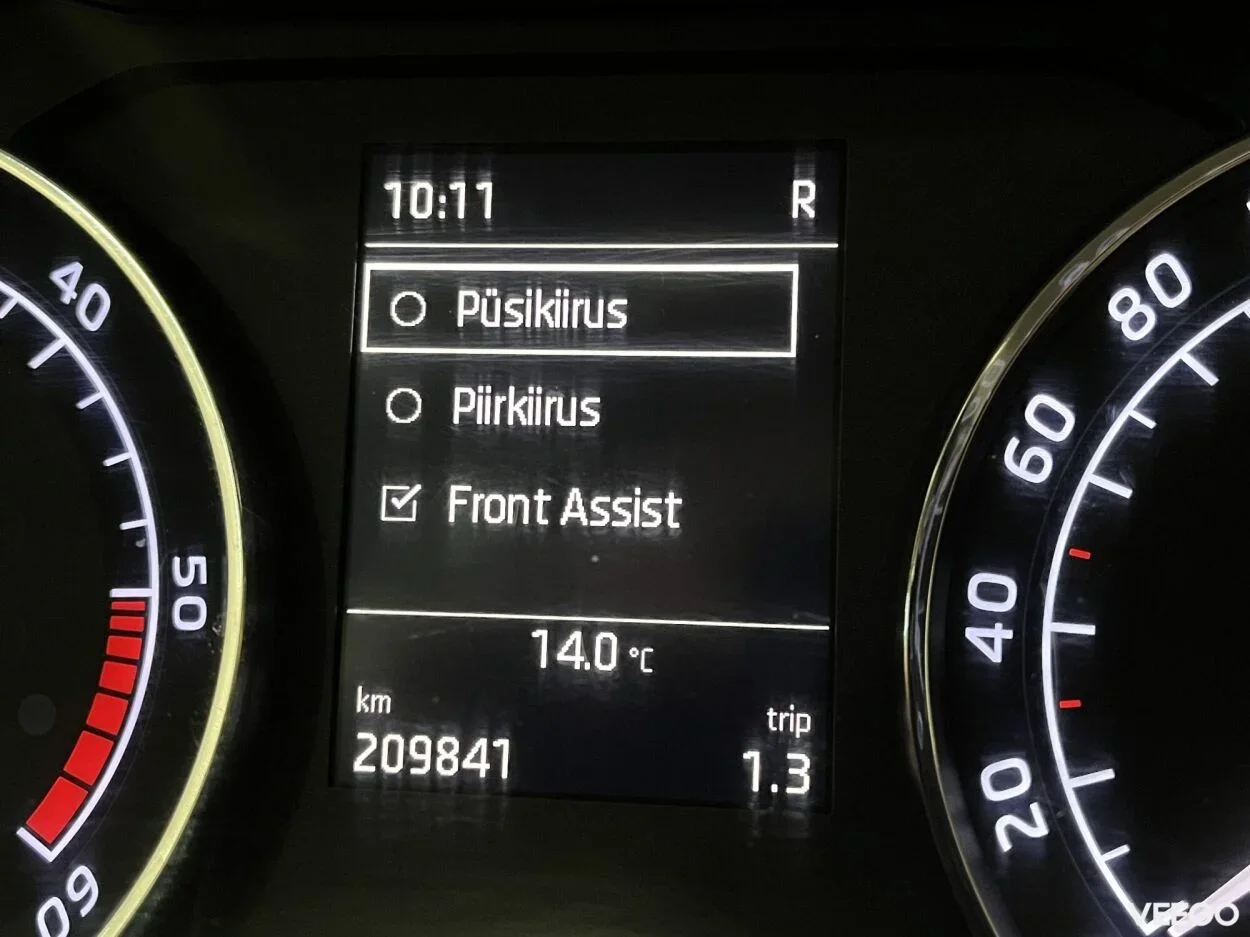 10:11 R
Püsikiirus
Piirkiirus
Front Assist
14.0 °C
km trip
209841 1.3
40
50
60
80
60
40
20
VEEGO